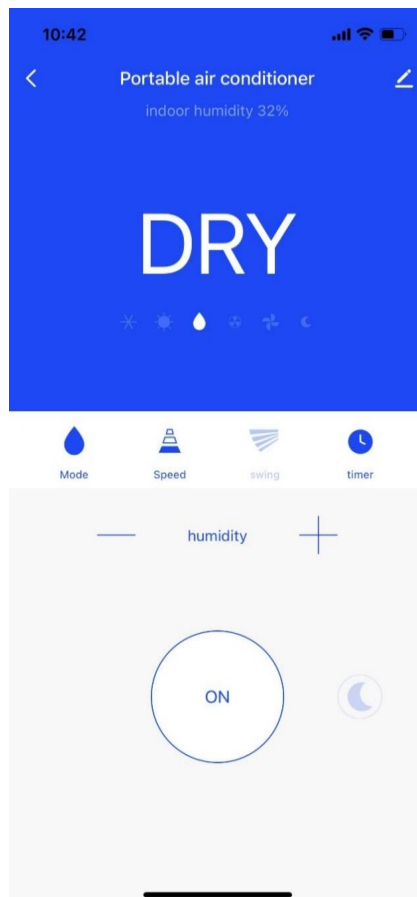 10:42
Portable air conditioner
indoor humidity 32%
DRY
Mode Speed swing timer
humidity
ON